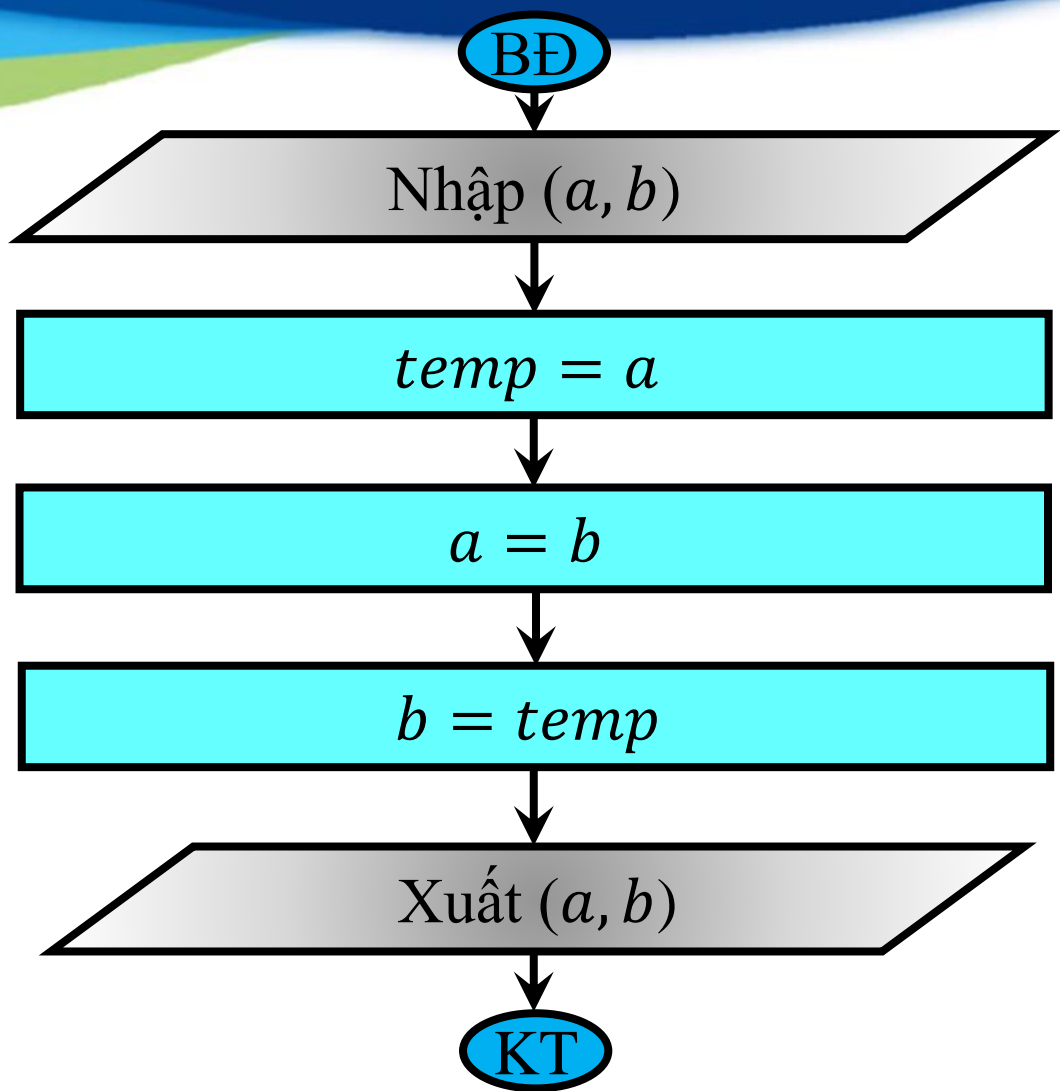 BĐ
Nhập (a, b)
temp = a
a = b
b = temp
Xuất (a, b)
KT